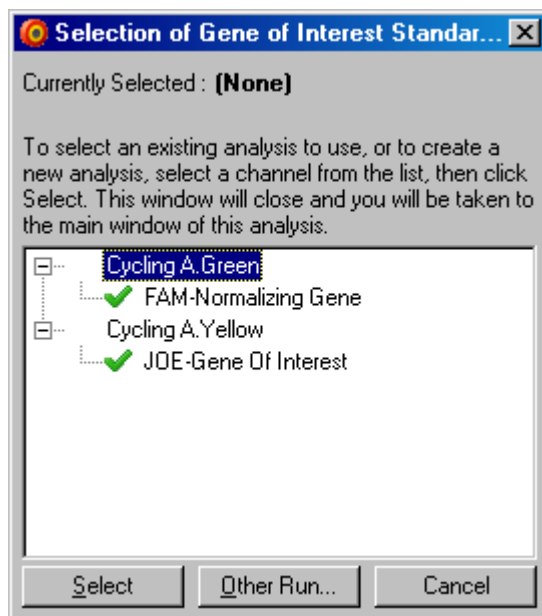 Selection of Gene of Interest Standar...
Currently Selected : (None)
To select an existing analysis to use, or to create a
new analysis, select a channel from the list, then click
Select. This window will close and you will be taken to
the main window of this analysis.
Cycling A.Green
FAM-Normalizing Gene
Cycling A.Yellow
JOE-Gene Of Interest
Select Other Run... Cancel